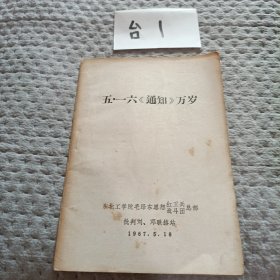 台1
五·一六《通知》万岁
东北工学院毛泽东思想红卫兵战斗团总部
批判刘、邓联络站
1967.5.18